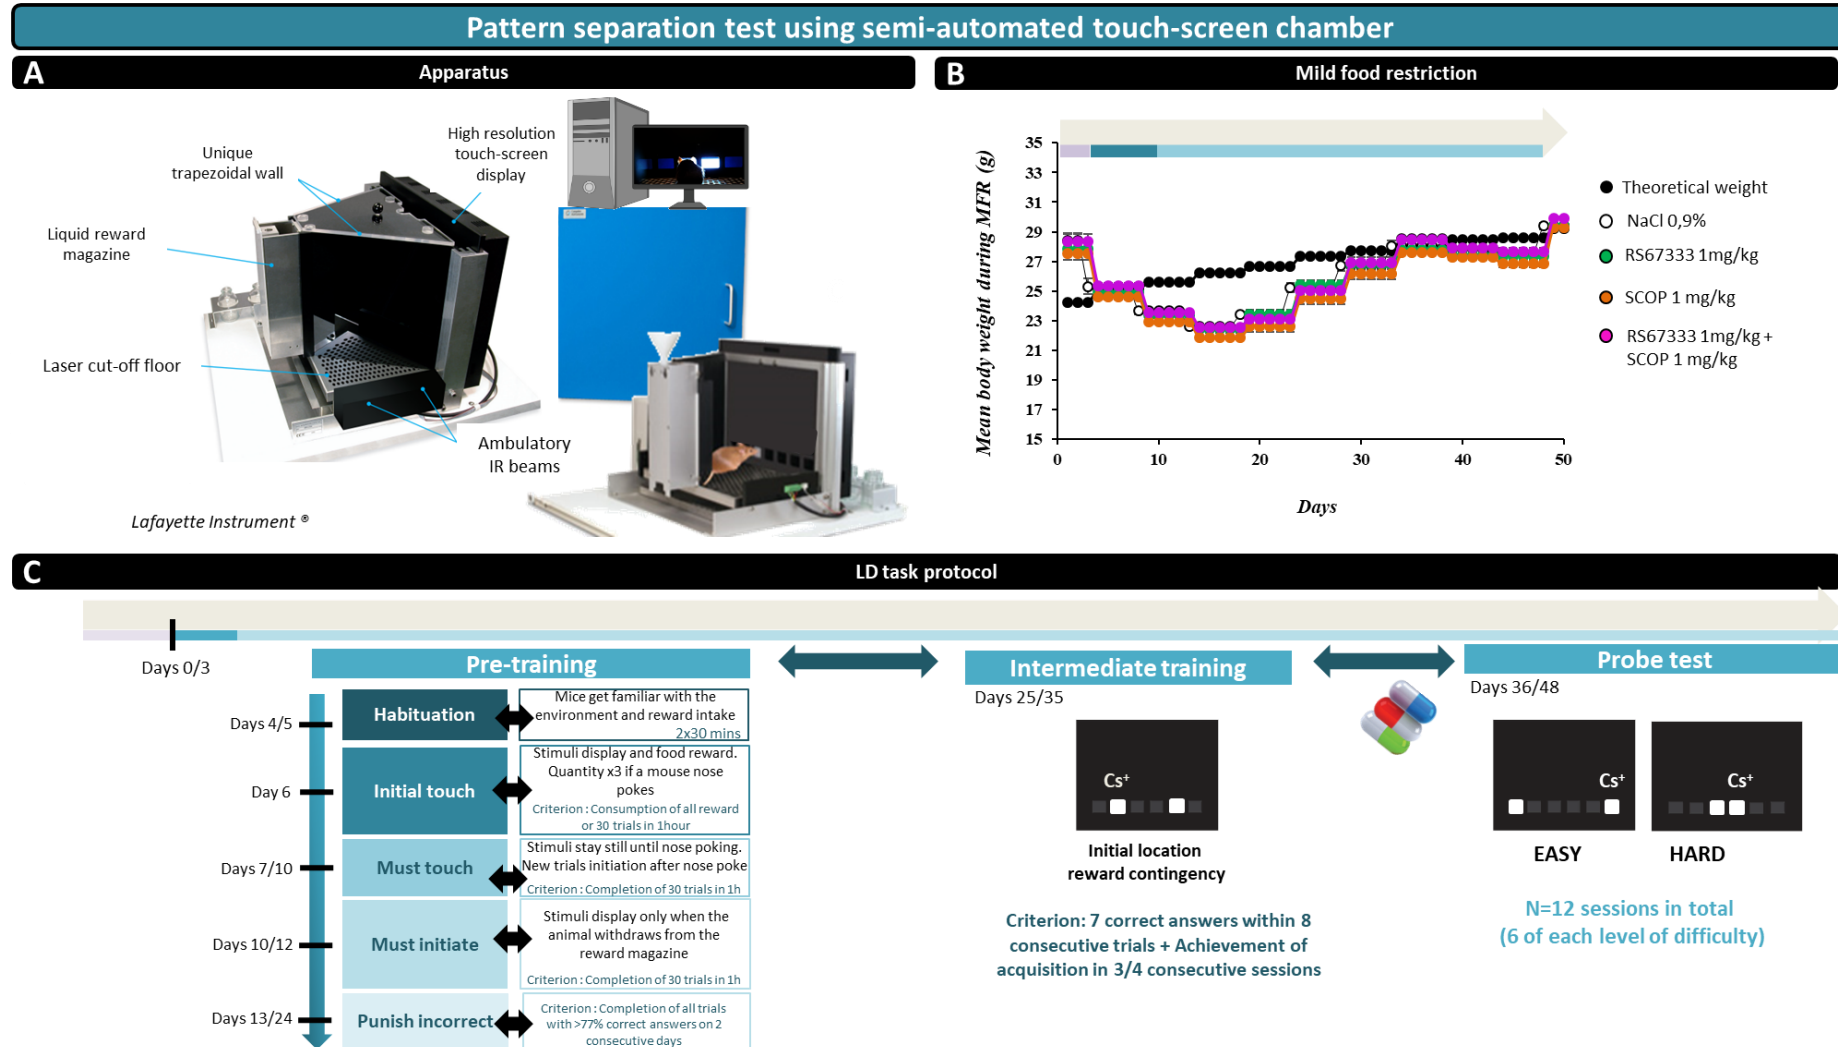 Pattern separation test using semi-automated touch-screen chamber
A
Apparatus
Unique
trapezoidal wall
High resolution
touch-screen
display
Liquid reward
magazine
Laser cut-off floor
Ambulatory
IR beams
Lafayette Instrument ®
B
Mild food restriction
Mean body weight during MFR (g)
35
33
31
29
27
25
23
21
19
17
15
0
10
20
30
40
50
Days
Theoretical weight
NaCl 0,9%
RS67333 1mg/kg
SCOP 1 mg/kg
RS67333 1mg/kg +
SCOP 1 mg/kg
C
LD task protocol
Days 0/3
Pre-training
Days 4/5
Habituation
Mice get familiar with the
environment and reward intake
2x30 mins
Day 6
Initial touch
Stimuli display and food reward.
Quantity x3 if a mouse nose
pokes
Criterion : Consumption of all reward
or 30 trials in 1hour
Days 7/10
Must touch
Stimuli stay still until nose poking.
New trials initiation after nose poke
Criterion : Completion of 30 trials in 1h
Days 10/12
Must initiate
Stimuli display only when the
animal withdraws from the
reward magazine
Criterion : Completion of 30 trials in 1h
Days 13/24
Punish incorrect
Criterion : Completion of all trials
with >77% correct answers on 2
consecutive days
Intermediate training
Days 25/35
Cs+
Initial location
reward contingency
Criterion: 7 correct answers within 8
consecutive trials + Achievement of
acquisition in 3/4 consecutive sessions
Probe test
Days 36/48
Cs+
Cs+
EASY
HARD
N=12 sessions in total
(6 of each level of difficulty)